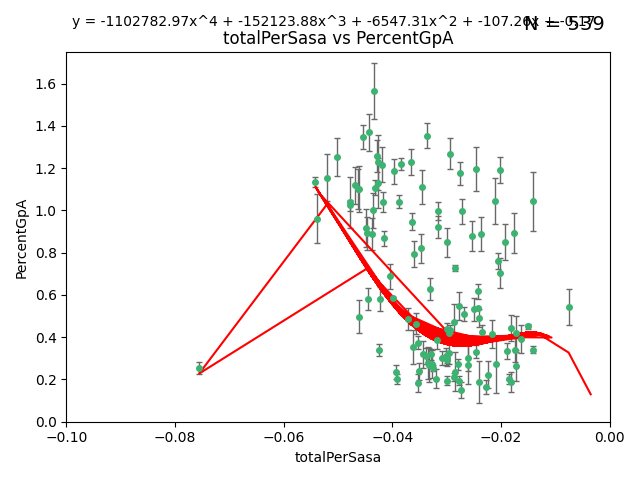 y = -1102782.97x^4 + -152123.88x^3 + -6547.31x^2 + -107.26x + -0.17
N = 539
totalPerSasa vs PercentGpA
PercentGpA
1.6
1.4
1.2
1.0
0.8
0.6
0.4
0.2
0.0
−0.10 −0.08 −0.06 −0.04 −0.02 0.00
totalPerSasa